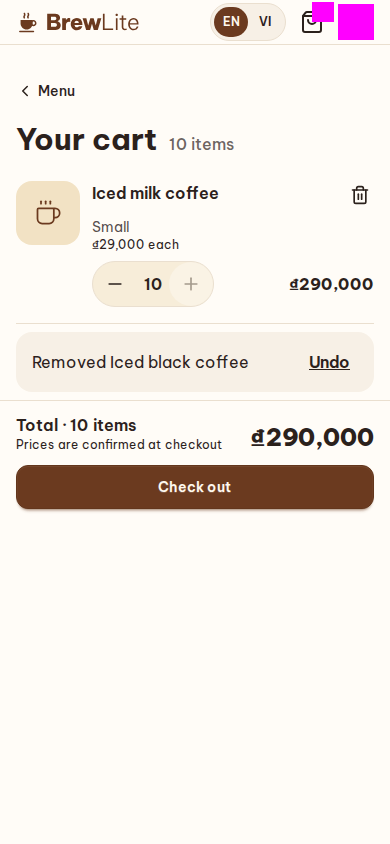 BrewLite
EN VI
Menu
Your cart 10 items
Iced milk coffee
Small
₫29,000 each
10
₫290,000
Removed Iced black coffee Undo
Total · 10 items
Prices are confirmed at checkout
₫290,000
Check out